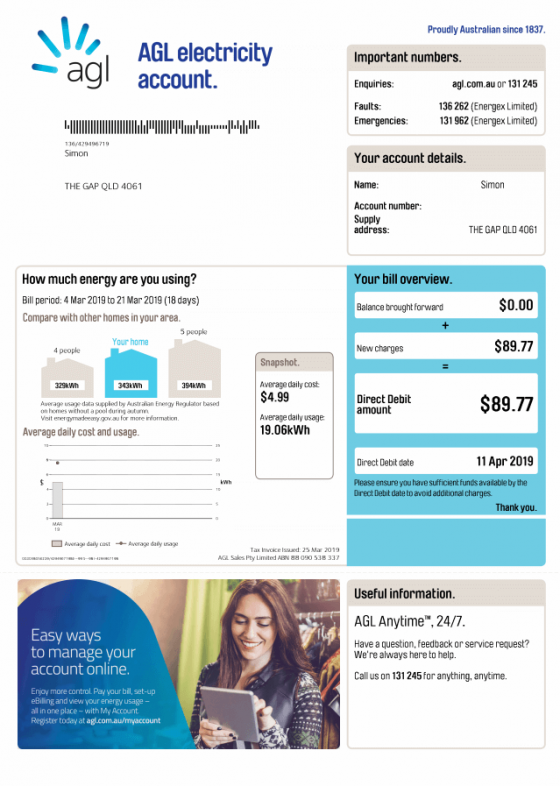 Proudly Australian since 1837.
agl
AGL electricity
account.
Important numbers.
Enquiries: agl.com.au or 131 245
Faults: 136 262 (Energex Limited)
Emergencies: 131 962 (Energex Limited)
136/429496719
Simon
THE GAP QLD 4061
Your account details.
Name: Simon
Account number:
Supply
address: THE GAP QLD 4061
How much energy are you using?
Bill period: 4 Mar 2019 to 21 Mar 2019 (18 days)
Compare with other homes in your area.
4 people
Your home
5 people
329kWh
343kWh
394kWh
Average usage data supplied by Australian Energy Regulator based
on homes without a pool during autumn.
Visit energymadeeasy.gov.au for more information.
Average daily cost and usage.
$
kWh
MAR
19
Average daily cost
Average daily usage
Snapshot.
Average daily cost:
$4.99
Average daily usage:
19.06kWh
Tax Invoice Issued: 25 Mar 2019
AGL Sales Pty Limited ABN 88 090 538 337
Your bill overview.
Balance brought forward $0.00
+
New charges $89.77
=
Direct Debit
amount $89.77
Direct Debit date 11 Apr 2019
Please ensure you have sufficient funds available by the
Direct Debit date to avoid additional charges.
Thank you.
Easy ways
to manage your
account online.
Enjoy more control. Pay your bill, set-up
eBilling and view your energy usage –
all in one place – with My Account
Register today at agl.com.au/myaccount
Useful information.
AGL Anytime™, 24/7.
Have a question, feedback or service request?
We're always here to help.
Call us on 131 245 for anything, anytime.